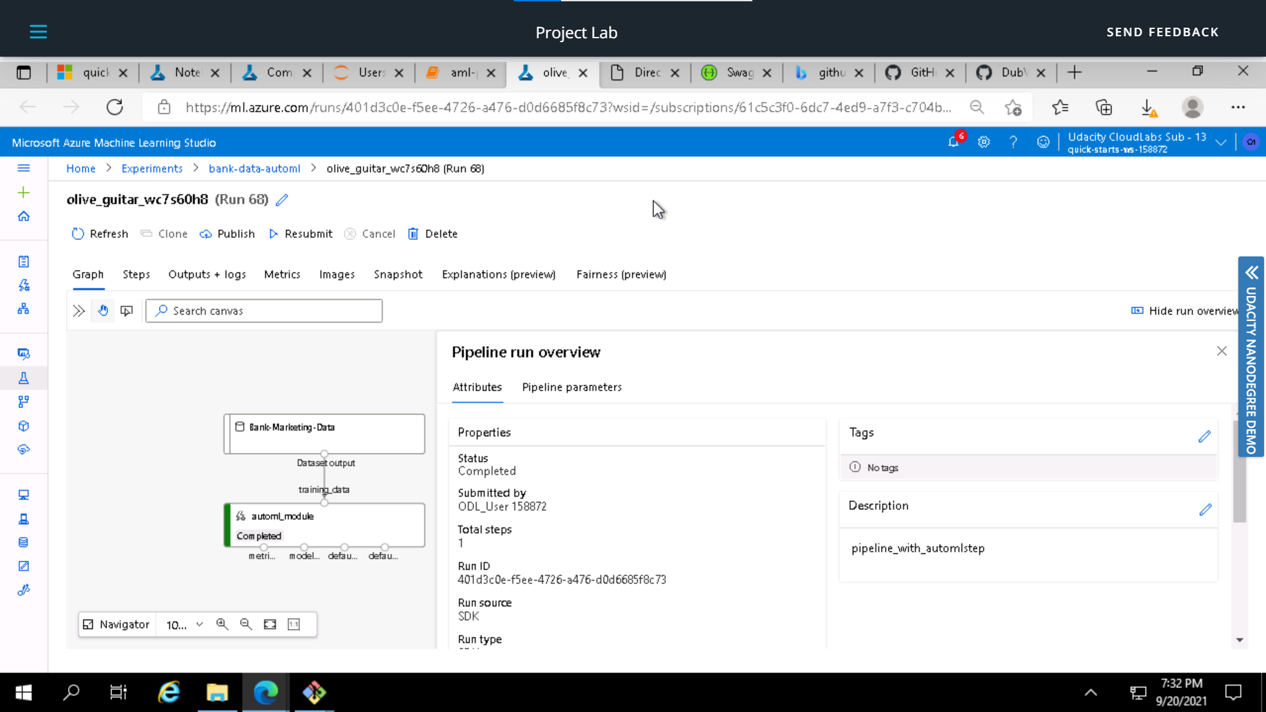 Project Lab
SEND FEEDBACK
quick
Note
Com
Users
aml-p
olive_
Direc
Swag
githu
GitH
DubV
https://ml.azure.com/runs/401d3c0e-f5ee-4726-a476-d0d6685f8c73?wsid=/subscriptions/61c5c3f0-6dc7-4ed9-a7f3-c704b...
Microsoft Azure Machine Learning Studio
6
Udacity CloudLabs Sub - 13
quick-starts-ws-158872
Home > Experiments > bank-data-automl > olive_guitar_wc7s60h8 (Run 68)
olive_guitar_wc7s60h8 (Run 68)
Refresh Clone Publish Resubmit Cancel Delete
Graph Steps Outputs + logs Metrics Images Snapshot Explanations (preview) Fairness (preview)
Search canvas
Hide run overview
UDACITY NANODEGREE DEMO
Bank-Marketing-Data
Dataset output
training_data
automl_module
Completed
metri... model... defau... defau...
Navigator 10...
Pipeline run overview
Attributes Pipeline parameters
Properties
Status
Completed
Submitted by
ODL_User 158872
Total steps
1
Run ID
401d3c0e-f5ee-4726-a476-d0d6685f8c73
Run source
SDK
Run type
Tags
No tags
Description
pipeline_with_automlstep
7:32 PM
9/20/2021